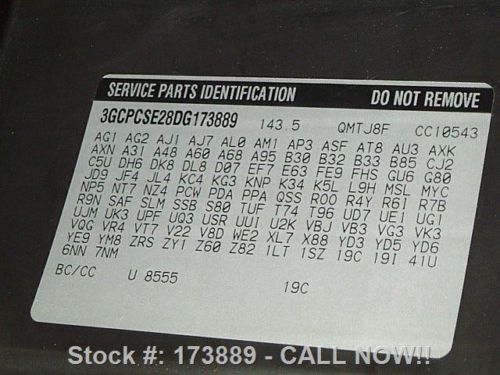 SERVICE PARTS IDENTIFICATION DO NOT REMOVE
3GCPCSE28DG173889 143.5 QMTJ8F CC10543
AG1 AG2 AJ1 AJ7 AL0 AM1 AP3 ASF AT8 AU3 AXK
AXN A31 A48 A60 A68 A95 B30 B32 B33 B85 CJ2
C5U DH6 DK8 DL8 D07 EF7 E63 FE9 FHS GU6 G80
JD9 JF4 JL4 KC4 KG3 KNP K34 K5L L9H MSL MYC
NP5 NT7 NZ4 PCW PDA PPA QSS R00 R4Y R6I R7B
R9N SAF SLM SSB S80 TUF T74 T96 UD7 UE1 UG1
UJM UK3 UPF UQ3 USR UUI U2K VBJ VB3 VG3 VK3
VQG VR4 VT7 V22 V8D WE2 XL7 X88 YD3 YD5 YD6
YE9 YM8 ZRS ZY1 Z60 Z82 1LT 1SZ 19C 19I 41U
6NN 7NM
BC/CC U 8555 19C
Stock #: 173889 - CALL NOW!!